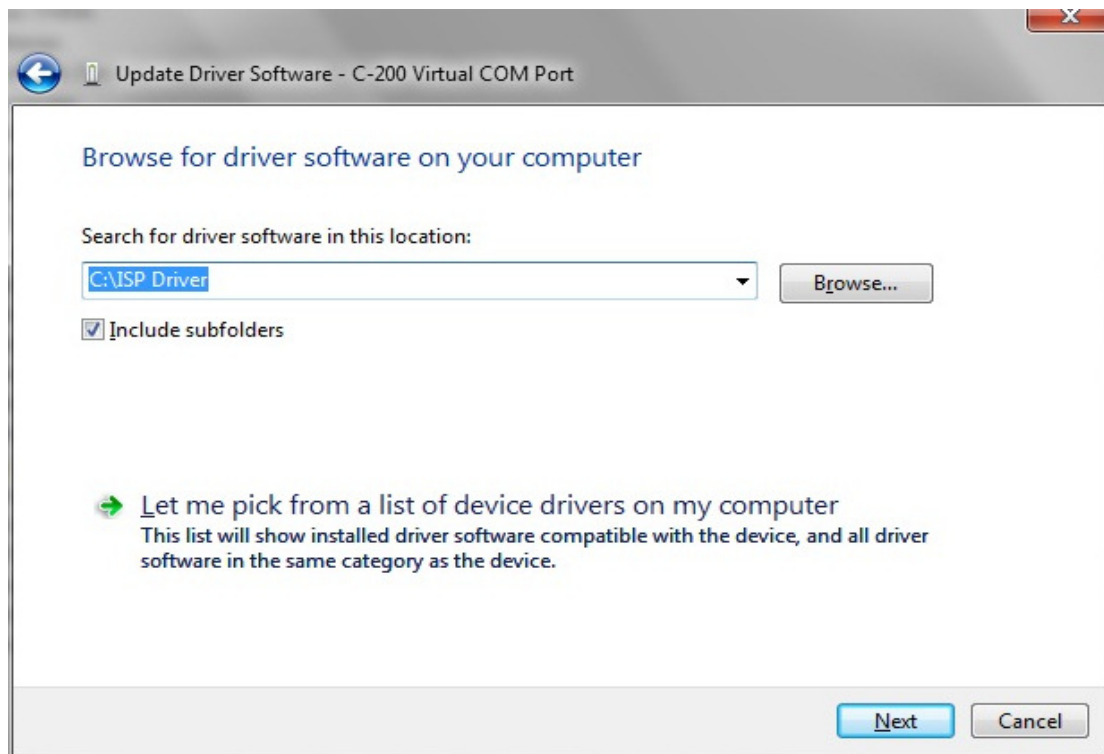 Update Driver Software - C-200 Virtual COM Port
Browse for driver software on your computer
Search for driver software in this location:
C:\ISP Driver
Browse...
Include subfolders
Let me pick from a list of device drivers on my computer
This list will show installed driver software compatible with the device, and all driver
software in the same category as the device.
Next
Cancel